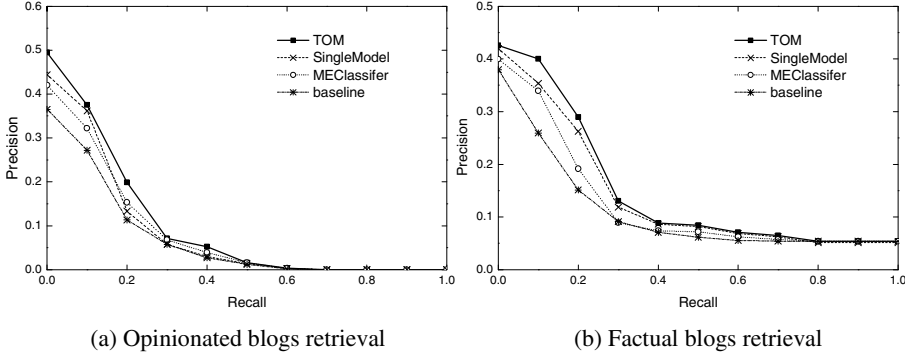 0.6
0.5
0.4
0.3
0.2
0.1
0.0
Precision
0.0 0.2 0.4 0.6 0.8 1.0
Recall
TOM
SingleModel
MEClassifer
baseline
(a) Opinionated blogs retrieval
0.5
0.4
0.3
0.2
0.1
0.0
Precision
0.0 0.2 0.4 0.6 0.8 1.0
Recall
TOM
SingleModel
MEClassifer
baseline
(b) Factual blogs retrieval